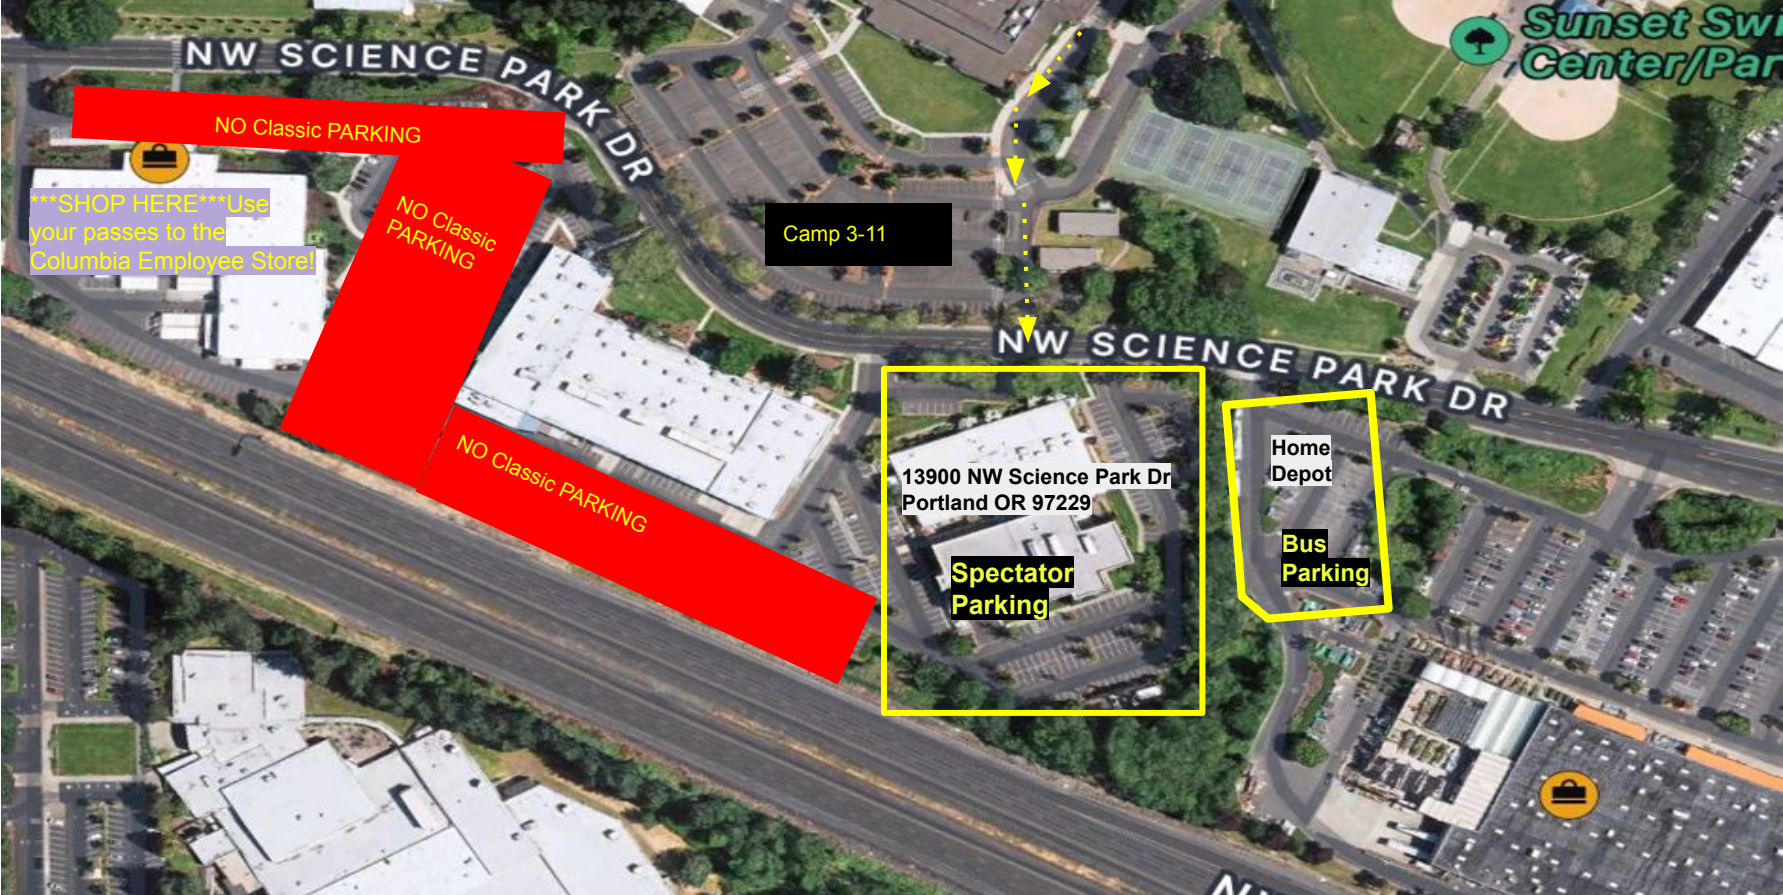 Sunset Swi
Center/Par
NW SCIENCE PARK DR
NO Classic PARKING
***SHOP HERE***Use
your passes to the
Columbia Employee Store!
NO Classic
PARKING
Camp 3-11
NW SCIENCE PARK DR
NO Classic PARKING
13900 NW Science Park Dr
Portland OR 97229
Spectator
Parking
Home
Depot
Bus
Parking